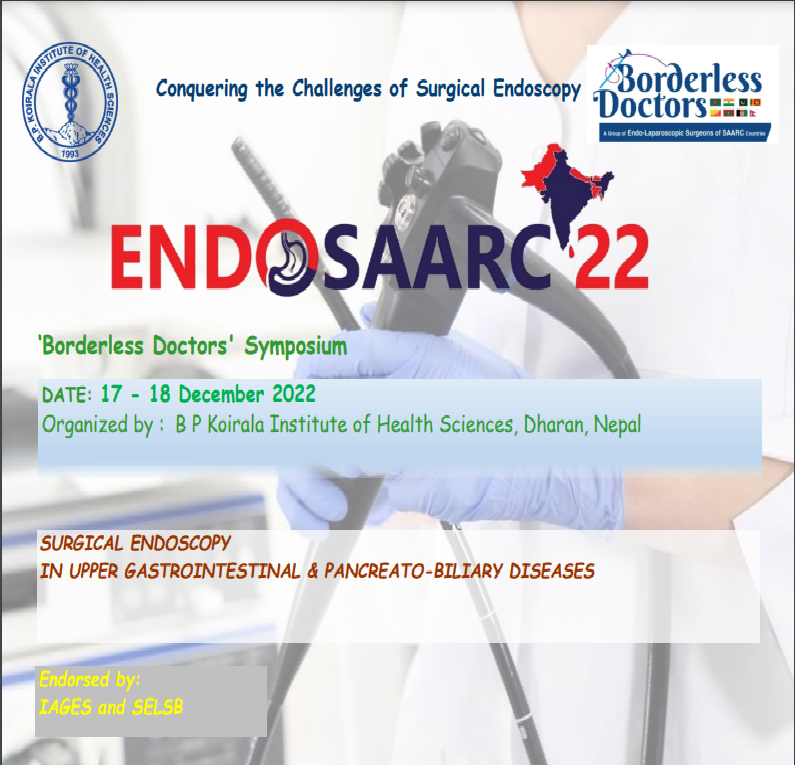 B.P. KOIRALA INSTITUTE OF HEALTH SCIENCES
1993
Conquering the Challenges of Surgical Endoscopy
Borderless
Doctors
A Group of Endo-Laparoscopic Surgeons of SAARC Countries
ENDOSAARC'22
'Borderless Doctors' Symposium
DATE: 17 - 18 December 2022
Organized by : B P Koirala Institute of Health Sciences, Dharan, Nepal
SURGICAL ENDOSCOPY
IN UPPER GASTROINTESTINAL & PANCREATO-BILIARY DISEASES
Endorsed by:
IAGES and SELSB